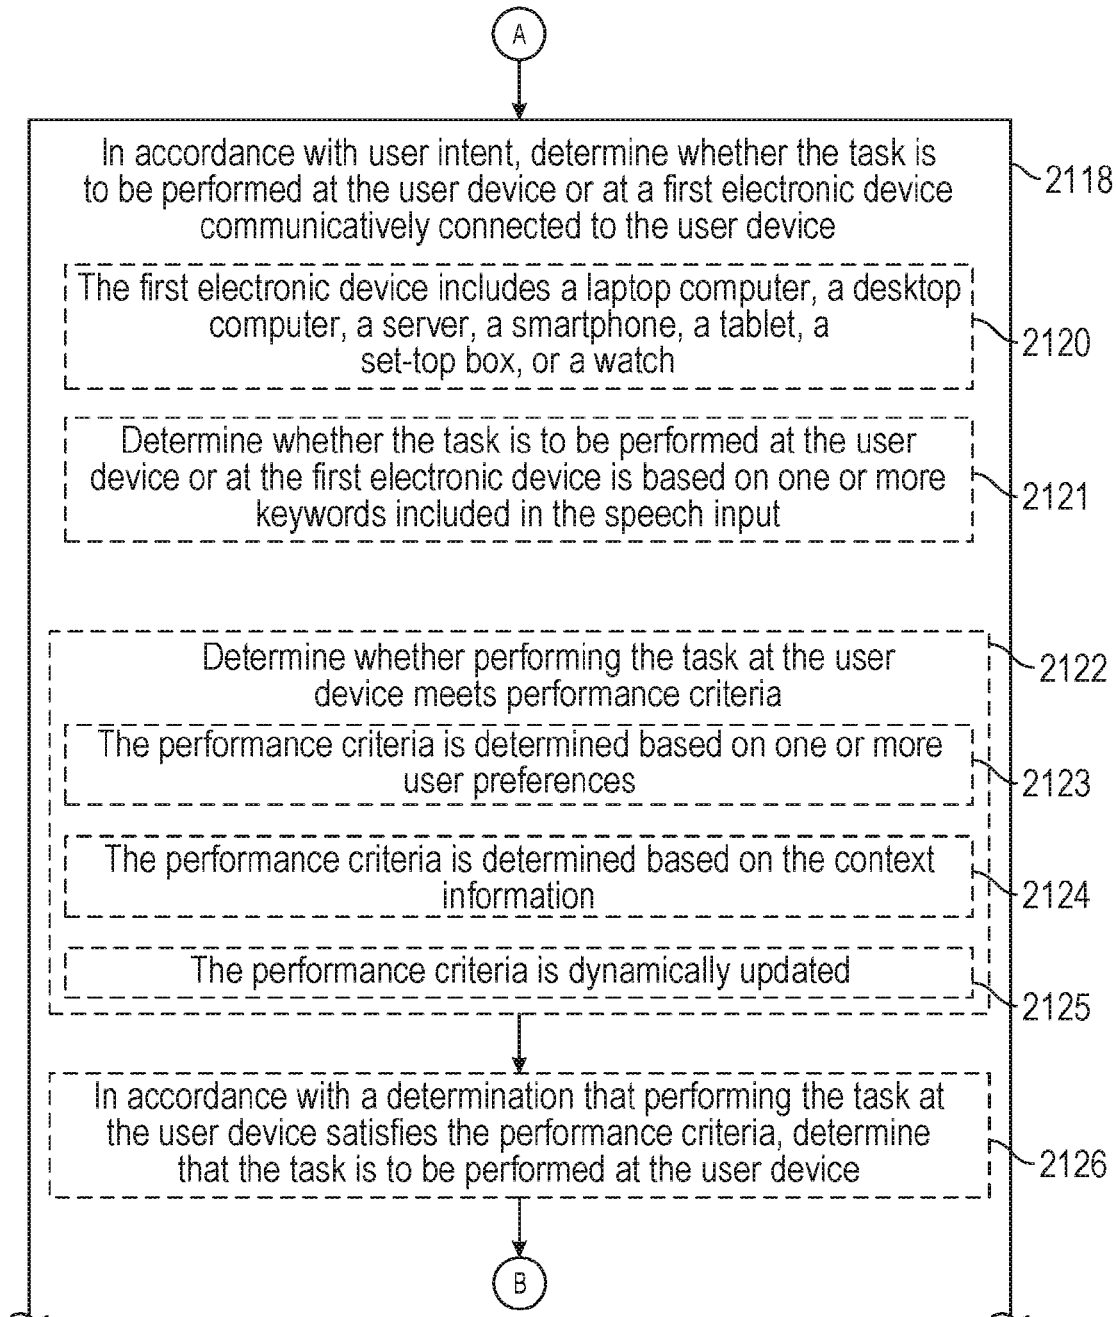 A
In accordance with user intent, determine whether the task is
to be performed at the user device or at a first electronic device
communicatively connected to the user device
2118
The first electronic device includes a laptop computer, a desktop
computer, a server, a smartphone, a tablet, a
set-top box, or a watch
2120
Determine whether the task is to be performed at the user
device or at the first electronic device is based on one or more
keywords included in the speech input
2121
Determine whether performing the task at the user
device meets performance criteria
2122
The performance criteria is determined based on one or more
user preferences
2123
The performance criteria is determined based on the context
information
2124
The performance criteria is dynamically updated
2125
In accordance with a determination that performing the task at
the user device satisfies the performance criteria, determine
that the task is to be performed at the user device
2126
B